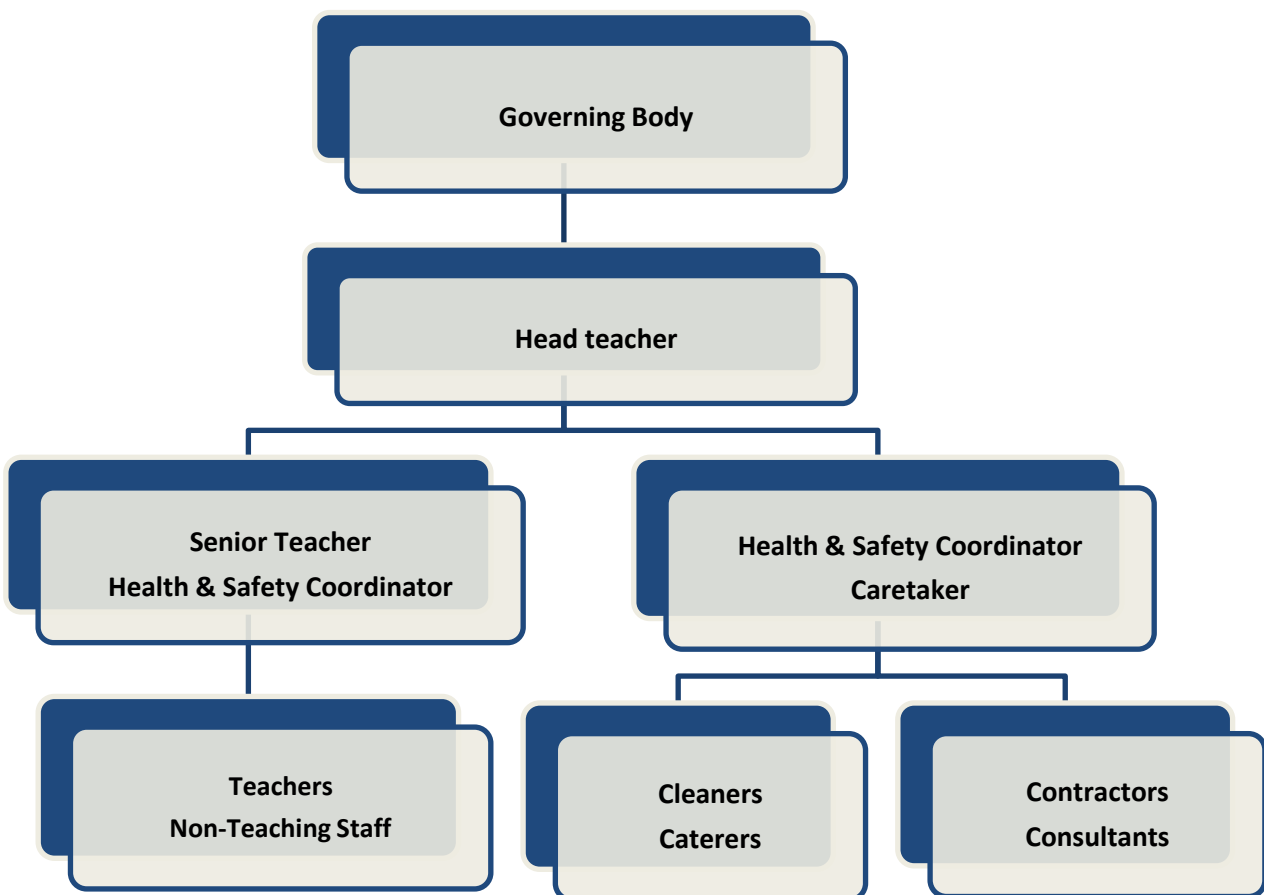 Governing Body
Head teacher
Senior Teacher
Health & Safety Coordinator
Health & Safety Coordinator
Caretaker
Teachers
Non-Teaching Staff
Cleaners
Caterers
Contractors
Consultants